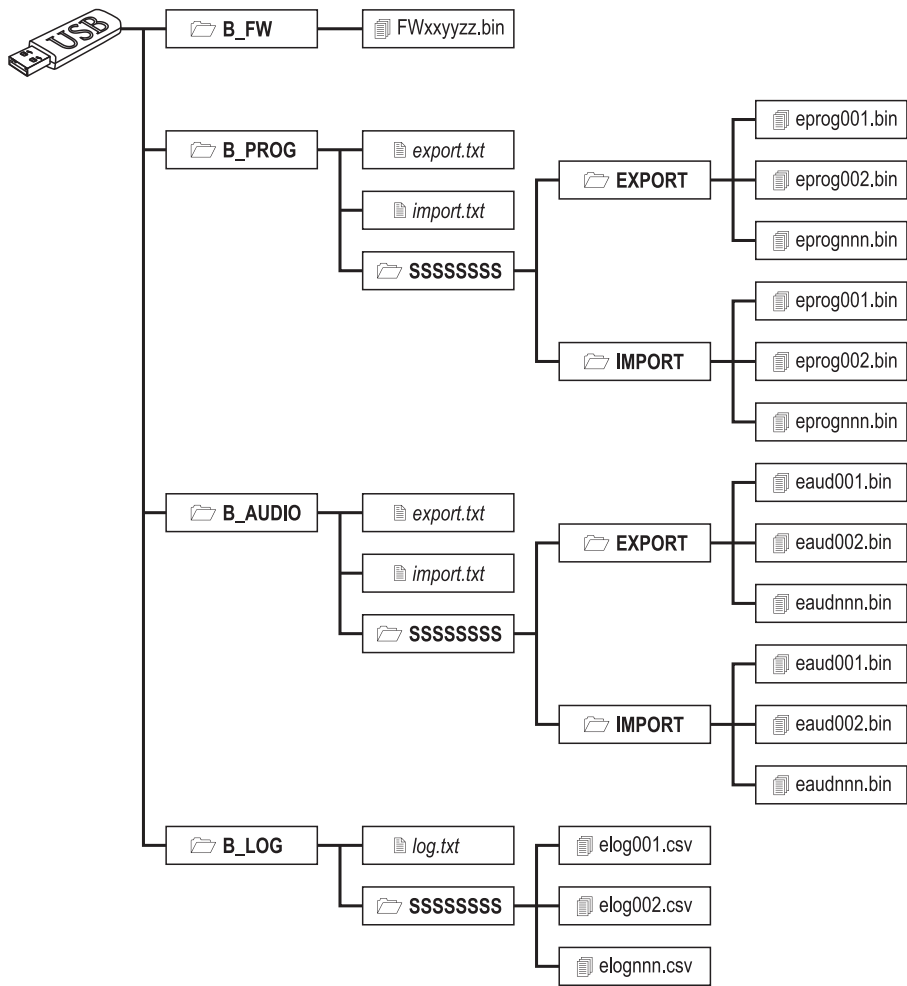 USB
B_FW
FWxxyyzz.bin
B_PROG
export.txt
import.txt
SSSSSSSS
EXPORT
eprog001.bin
eprog002.bin
eprognnn.bin
IMPORT
eprog001.bin
eprog002.bin
eprognnn.bin
B_AUDIO
export.txt
import.txt
SSSSSSSS
EXPORT
eaud001.bin
eaud002.bin
eaudnnn.bin
IMPORT
eaud001.bin
eaud002.bin
eaudnnn.bin
B_LOG
log.txt
SSSSSSSS
elog001.csv
elog002.csv
elognnn.csv